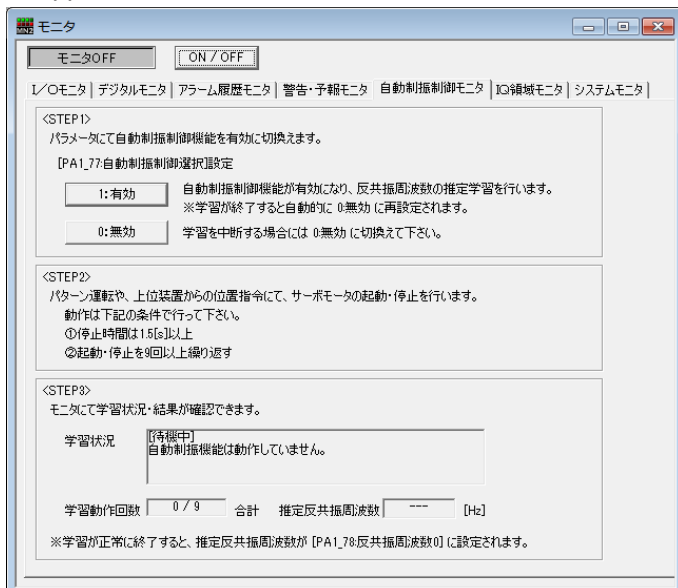 モニタ
モニタOFF ON / OFF
I/Oモニタ デジタルモニタ アラーム履歴モニタ 警告・予報モニタ 自動制振制御モニタ IQ領域モニタ システムモニタ
<STEP1>
パラメータにて自動制振制御機能を有効に切換えます。
[PA1_77:自動制振制御選択]設定
1:有効 自動制振制御機能が有効になり、反共振周波数の推定学習を行います。
※学習が終了すると自動的に 0:無効 に再設定されます。
0:無効 学習を中断する場合には 0:無効 に切換えて下さい。
<STEP2>
パターン運転や、上位装置からの位置指令にて、サーボモータの起動・停止を行います。
動作は下記の条件で行って下さい。
①停止時間は1.5[s]以上
②起動・停止を9回以上繰り返す
<STEP3>
モニタにて学習状況・結果が確認できます。
学習状況 [待機中]
自動制振機能は動作していません。
学習動作回数 0 / 9 合計 推定反共振周波数 --- [Hz]
※学習が正常に終了すると、推定反共振周波数が [PA1_78:反共振周波数0] に設定されます。